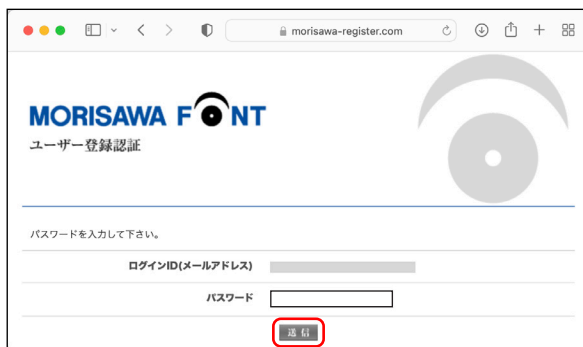 morisawa-register.com
MORISAWA FONT
ユーザー登録認証
パスワードを入力して下さい。
ログインID(メールアドレス)
パスワード
送信